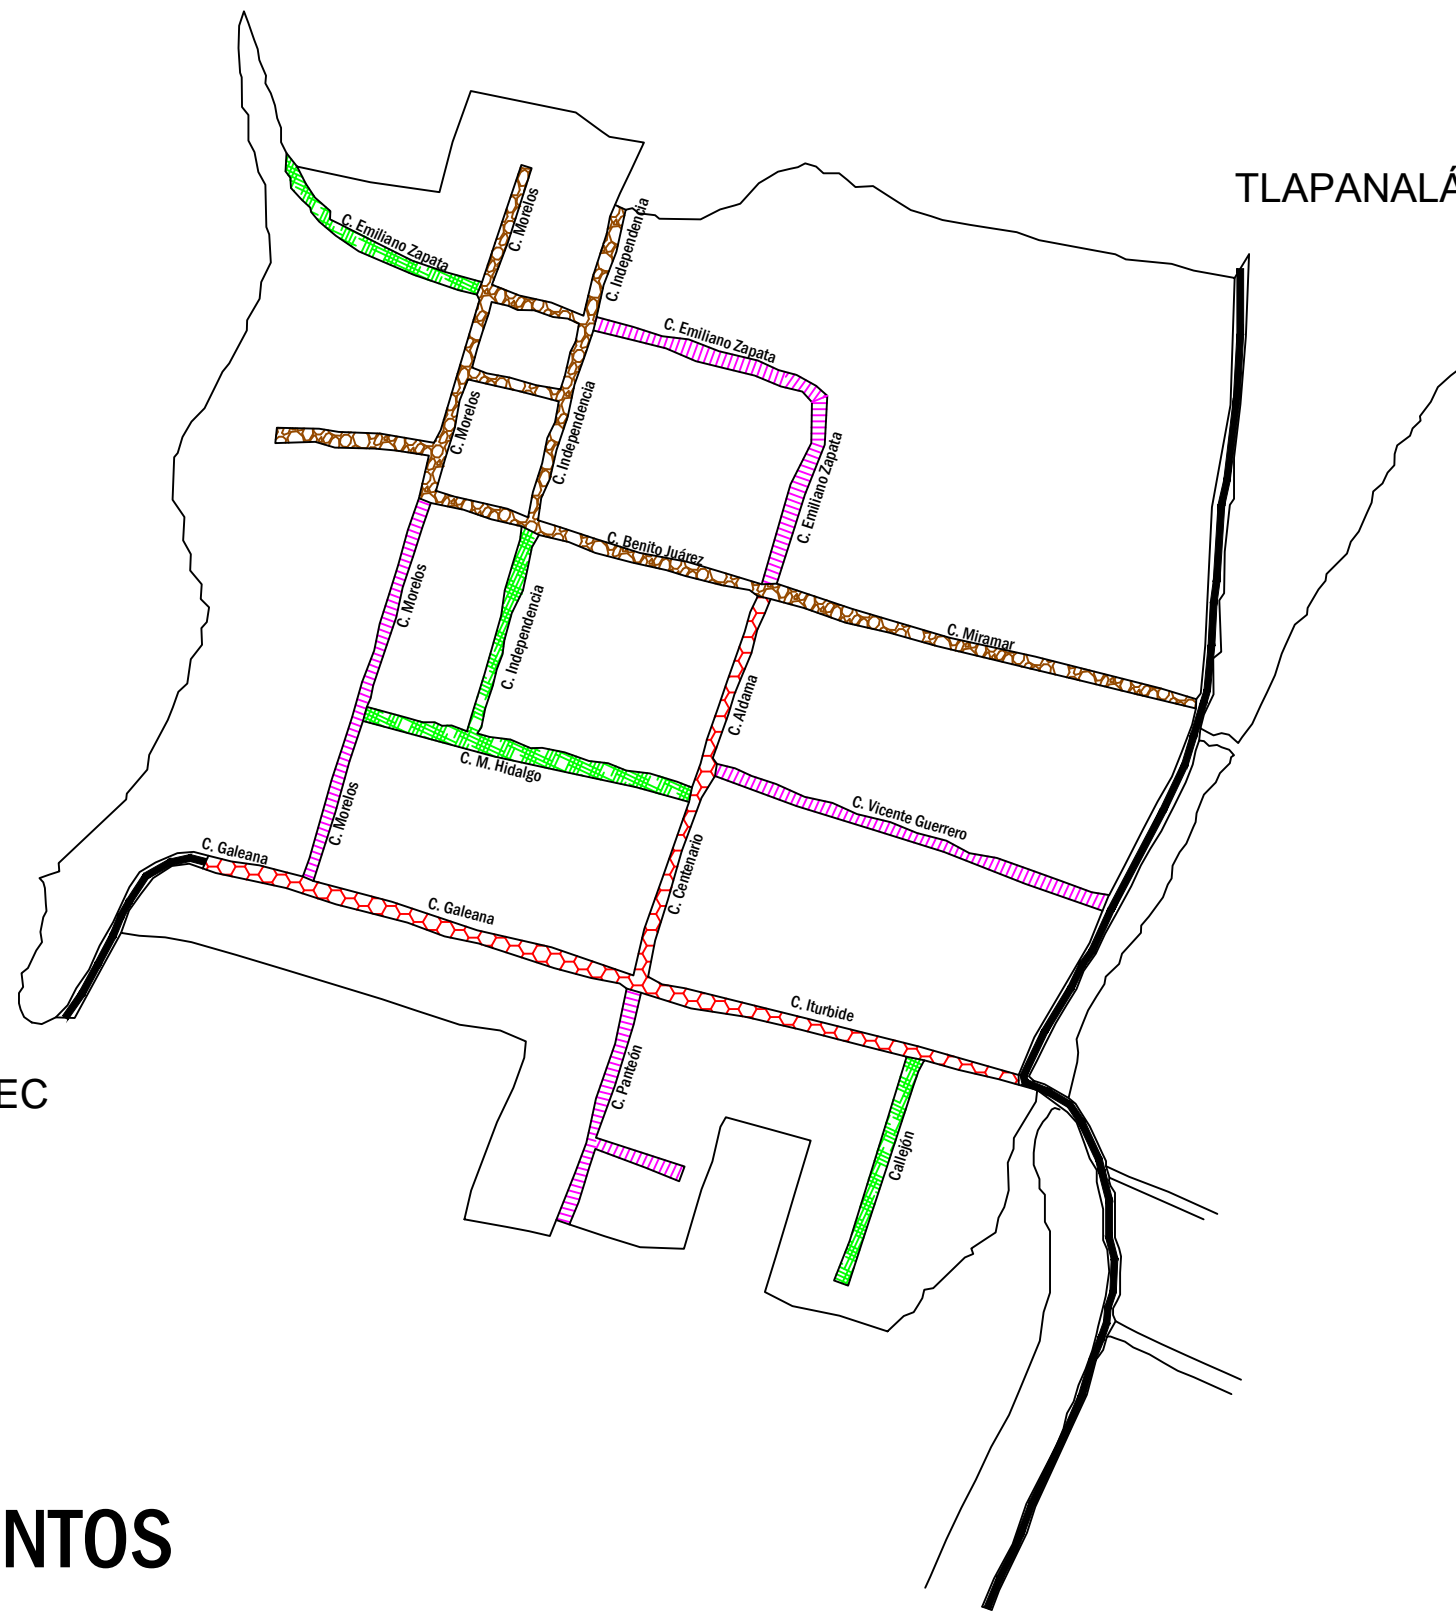 TLAPANALÁ
C. Morelos
C. Independencia
C. Emiliano Zapata
C. Emiliano Zapata
C. Morelos
C. Independencia
C. Emiliano Zapata
C. Benito Juárez
C. Morelos
C. Independencia
C. Miramar
C. Aldama
C. M. Hidalgo
C. Morelos
C. Vicente Guerrero
C. Galeana
C. Centenario
C. Galeana
C. Iturbide
C. Panteón
EC
Callejón
NTOS